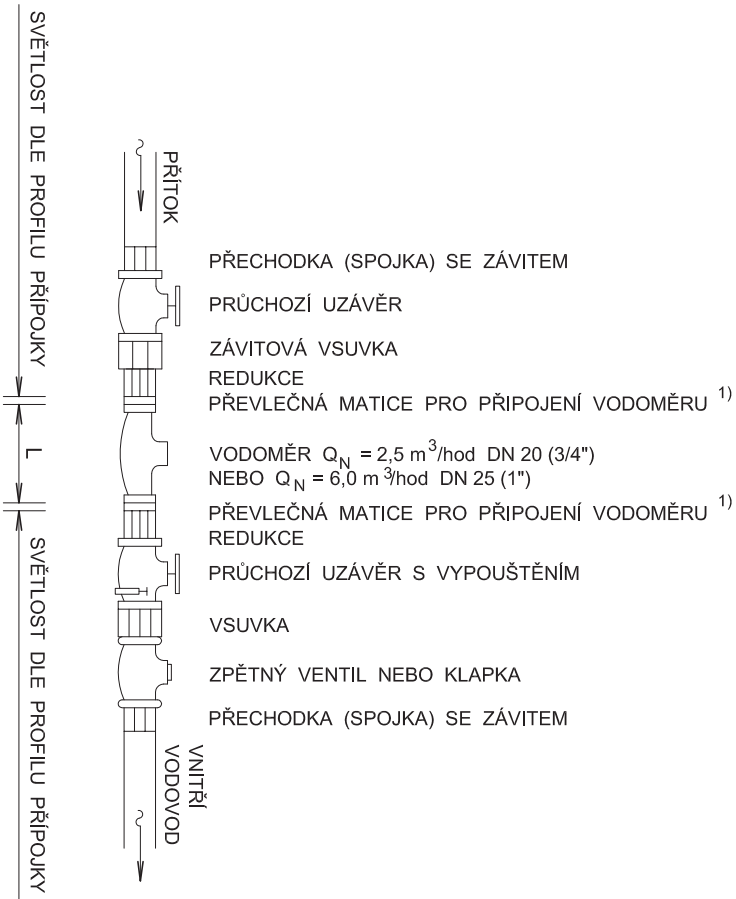 SVĚTLOST DLE PROFILU PŘÍPOJKY
PŘÍTOK
PŘECHODKA (SPOJKA) SE ZÁVITEM
PRŮCHOZÍ UZÁVĚR
ZÁVITOVÁ VSUVKA
REDUKCE
PŘEVLEČNÁ MATICE PRO PŘIPOJENÍ VODOMĚRU 1)
L
VODOMĚR QN = 2,5 m3/hod DN 20 (3/4")
NEBO QN = 6,0 m3/hod DN 25 (1")
PŘEVLEČNÁ MATICE PRO PŘIPOJENÍ VODOMĚRU 1)
REDUKCE
PRŮCHOZÍ UZÁVĚR S VYPOUŠTĚNÍM
VSUVKA
ZPĚTNÝ VENTIL NEBO KLAPKA
PŘECHODKA (SPOJKA) SE ZÁVITEM
SVĚTLOST DLE PROFILU PŘÍPOJKY
VNITŘÍ
VODOVOD